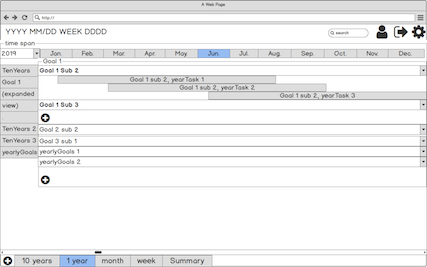 A Web Page
http://
YYYY MM/DD WEEK DDDD
search
time span
2019
Jan. Feb. Mar Apr. May. Jun. Jul. Aug. Sep. Oct. Nov. Dec.
Goal 1
TenYears Goal 1 (expanded view)
Goal 1 Sub 2
Goal 1 sub 2, yearTask 1
Goal 1 sub 2, yearTask 2
Goal 1 sub 2, yearTask 3
Goal 1 Sub 3
TenYears 2 Goal 2 sub 2
TenYears 3 Goal 3 sub 1
yearlyGoals yearlyGoals 1
yearlyGoals 2
10 years 1 year month week Summary